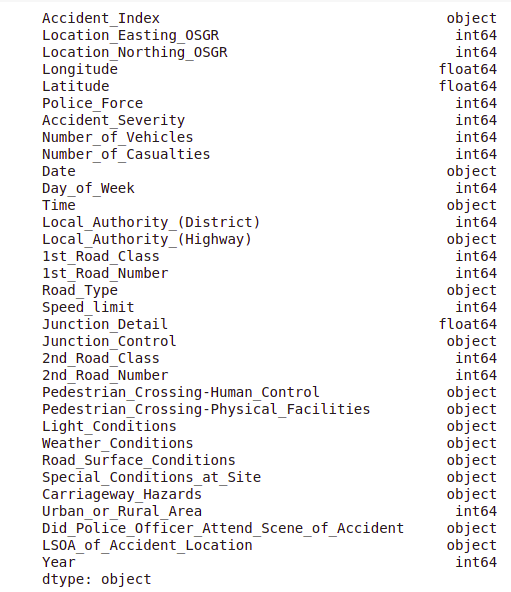 Accident_Index object
Location_Easting_OSGR int64
Location_Northing_OSGR int64
Longitude float64
Latitude float64
Police_Force int64
Accident_Severity int64
Number_of_Vehicles int64
Number_of_Casualties int64
Date object
Day_of_Week int64
Time object
Local_Authority_(District) int64
Local_Authority_(Highway) object
1st_Road_Class int64
1st_Road_Number int64
Road_Type object
Speed_limit int64
Junction_Detail float64
Junction_Control object
2nd_Road_Class int64
2nd_Road_Number int64
Pedestrian_Crossing-Human_Control object
Pedestrian_Crossing-Physical_Facilities object
Light_Conditions object
Weather_Conditions object
Road_Surface_Conditions object
Special_Conditions_at_Site object
Carriageway_Hazards object
Urban_or_Rural_Area int64
Did_Police_Officer_Attend_Scene_of_Accident object
LSOA_of_Accident_Location object
Year int64
dtype: object